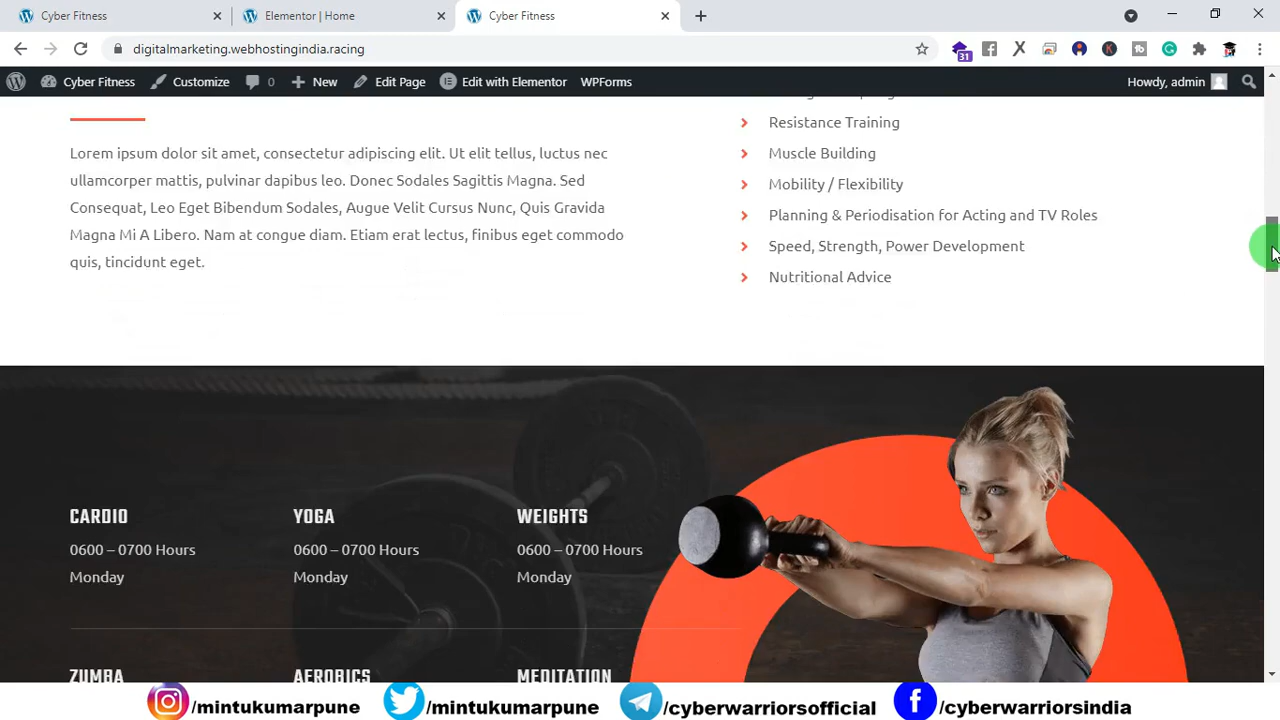 Cyber Fitness
Elementor | Home
Cyber Fitness
digitalmarketing.webhostingindia.racing
31
Cyber Fitness
Customize
0
New
Edit Page
Edit with Elementor
WPForms
Howdy, admin
Lorem ipsum dolor sit amet, consectetur adipiscing elit. Ut elit tellus, luctus nec
ullamcorper mattis, pulvinar dapibus leo. Donec Sodales Sagittis Magna. Sed
Consequat, Leo Eget Bibendum Sodales, Augue Velit Cursus Nunc, Quis Gravida
Magna Mi A Libero. Nam at congue diam. Etiam erat lectus, finibus eget commodo
quis, tincidunt eget.
Resistance Training
Muscle Building
Mobility / Flexibility
Planning & Periodisation for Acting and TV Roles
Speed, Strength, Power Development
Nutritional Advice
CARDIO
0600 – 0700 Hours
Monday
YOGA
0600 – 0700 Hours
Monday
WEIGHTS
0600 – 0700 Hours
Monday
ZUMBA
AEROBICS
MEDITATION
/mintukumarpune
/mintukumarpune
/cyberwarriorsofficial
/cyberwarriorsindia